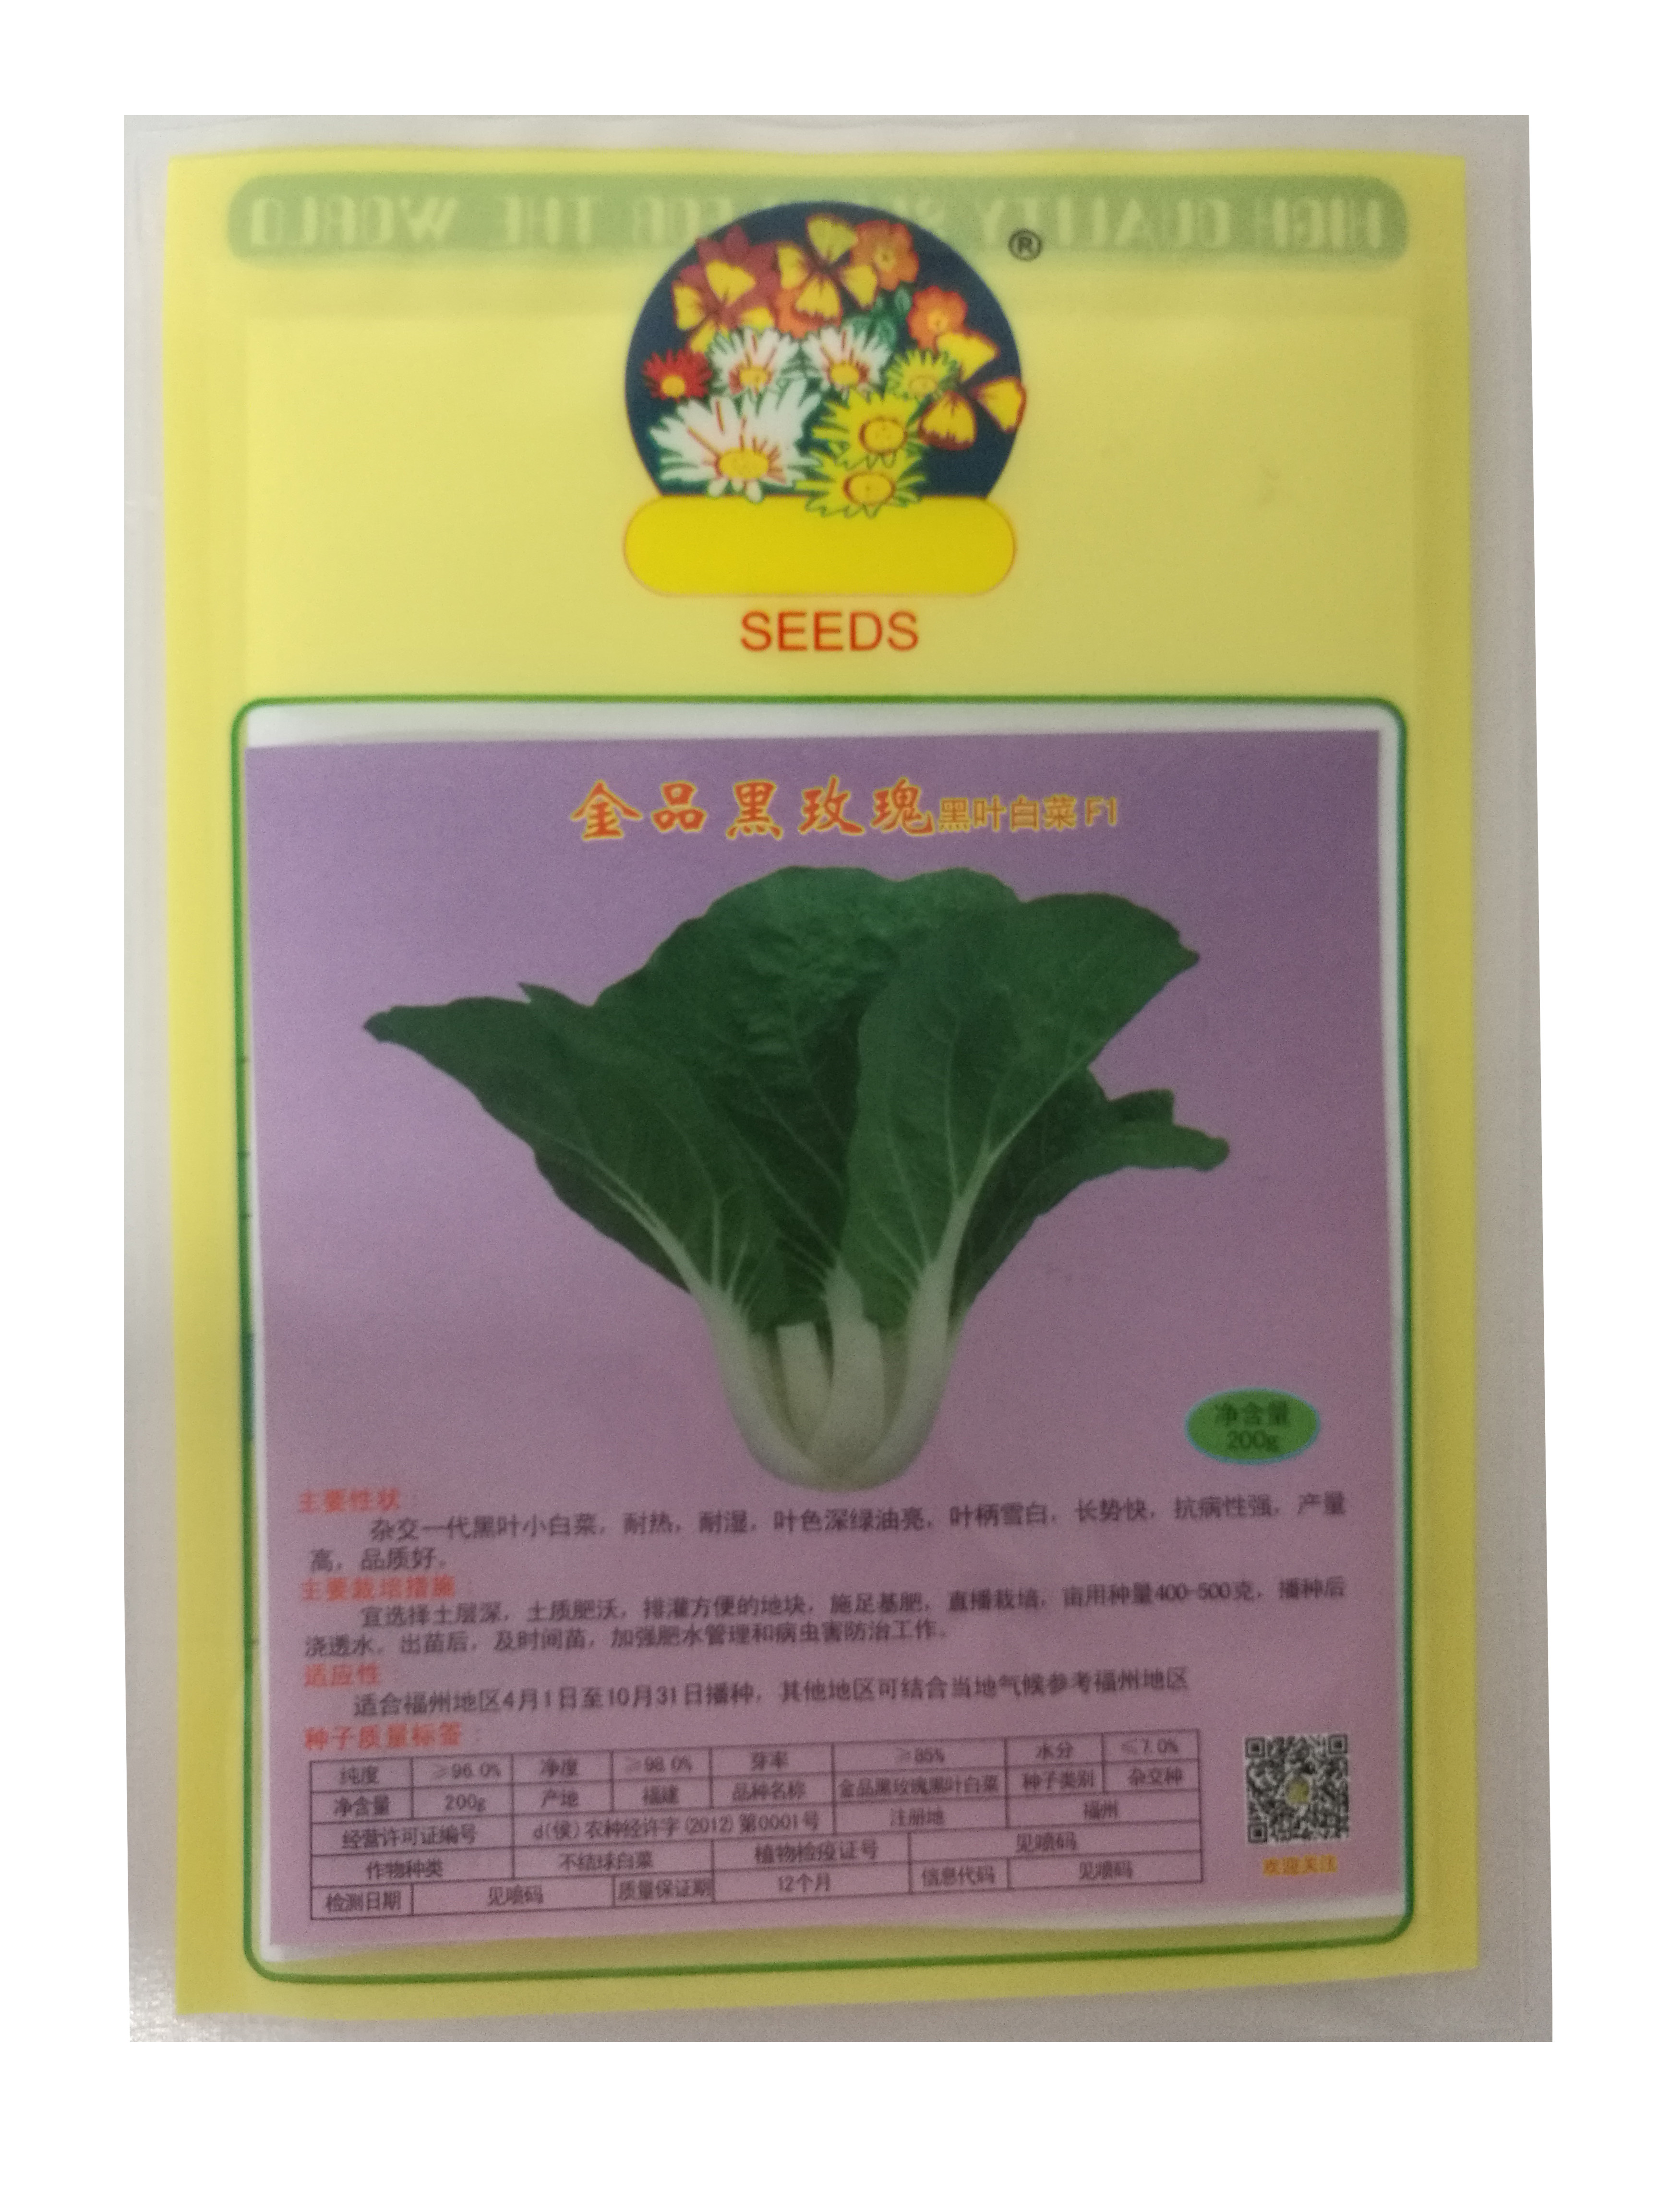 HIGH QUALITY FOR THE WORLD
®
SEEDS
金品黑玫瑰黑叶白菜F1
净含量
200g
主要性状：
杂交一代黑叶小白菜，耐热，耐湿，叶色深绿油亮，叶柄雪白，长势快，抗病性强，产量
高，品质好。
主要栽培措施：
宜选择土层深，土质肥沃，排灌方便的地块，施足基肥，直播栽培，亩用种量400-500克，播种后
浇透水。出苗后，及时间苗，加强肥水管理和病虫害防治工作。
适应性：
适合福州地区4月1日至10月31日播种，其他地区可结合当地气候参考福州地区
种子质量标签：
纯度 ≥96.0% 净度 ≥98.0% 芽率 ≥85% 水分 ≤7.0%
净含量 200g 产地 福建 品种名称 金品黑玫瑰黑叶白菜 种子类别 杂交种
经营许可证编号 d(侯)农种经许字(2012)第0001号 注册地 福州
作物种类 不结球白菜 植物检疫证号 见喷码
检测日期 见喷码 质量保证期 12个月 信息代码 见喷码
欢迎关注